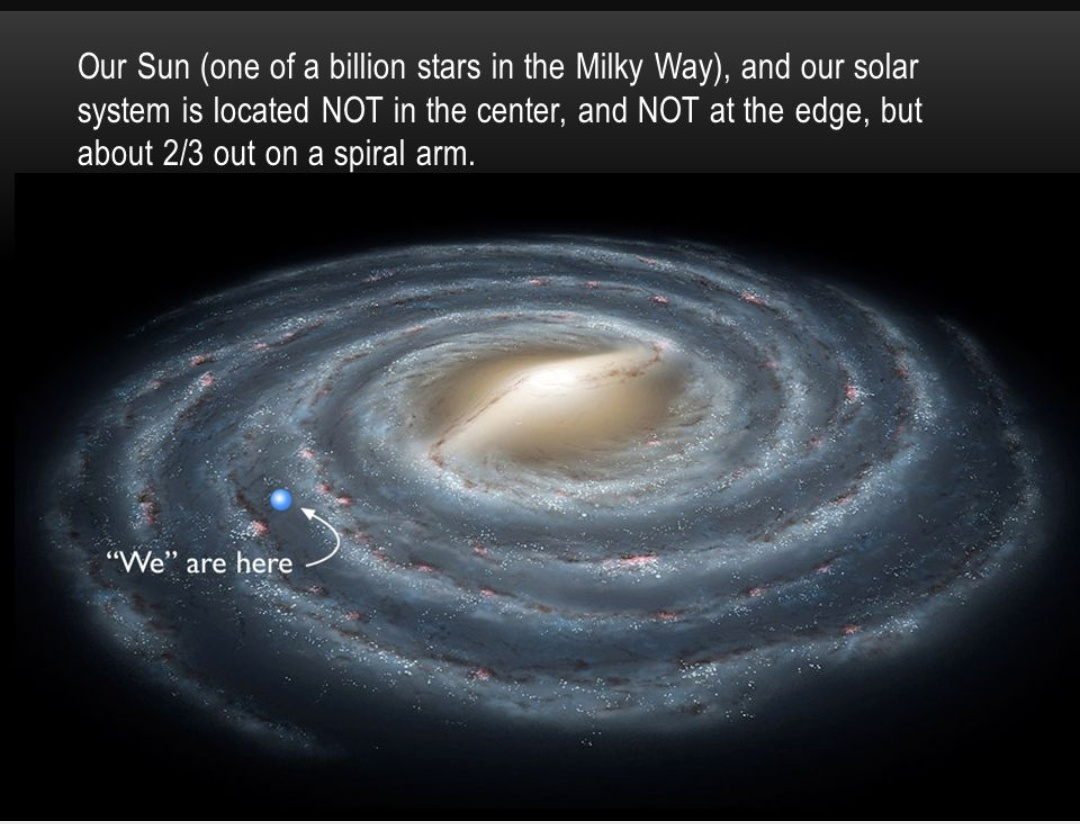 Our Sun (one of a billion stars in the Milky Way), and our solar
system is located NOT in the center, and NOT at the edge, but
about 2/3 out on a spiral arm.
“We” are here